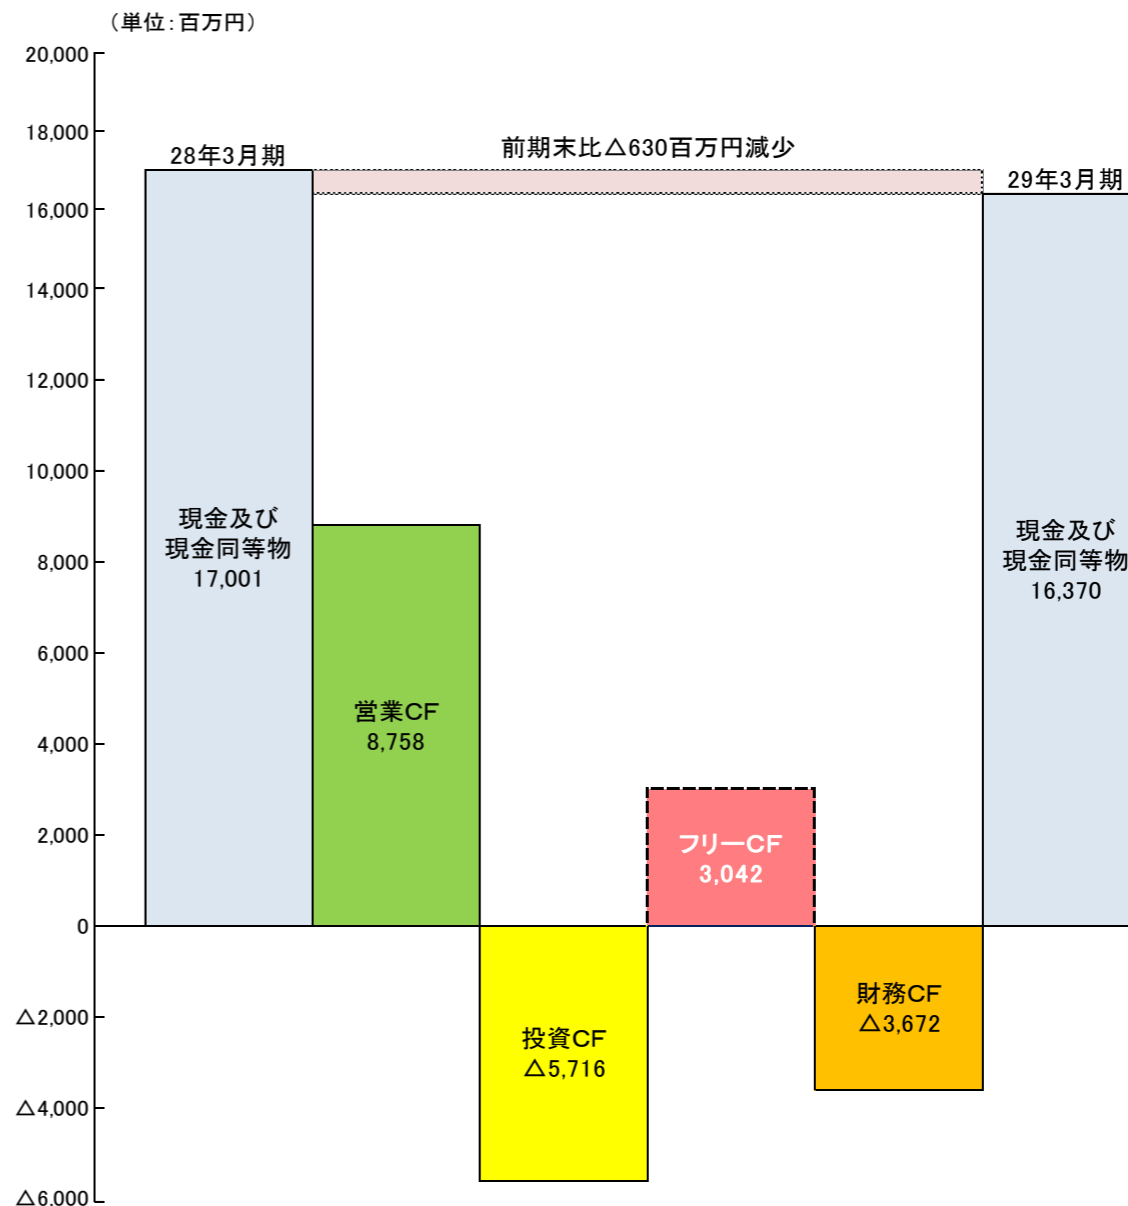 （単位：百万円）
20,000
18,000
16,000
14,000
12,000
10,000
8,000
6,000
4,000
2,000
0
△2,000
△4,000
△6,000
28年3月期
前期末比△630百万円減少
29年3月期
現金及び
現金同等物
17,001
営業CF
8,758
投資CF
△5,716
フリーCF
3,042
財務CF
△3,672
現金及び
現金同等物
16,370